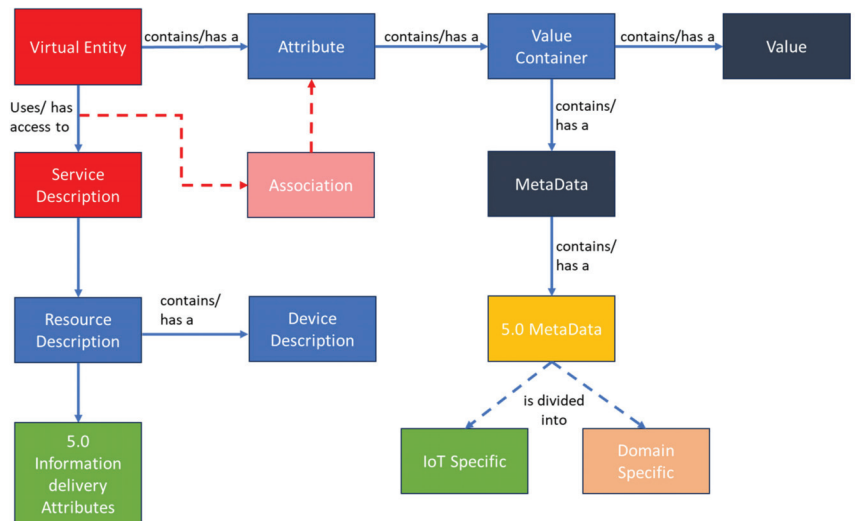 Virtual Entity
contains/has a
Attribute
contains/has a
Value
Container
contains/has a
Value
Uses/ has
access to
contains/
has a
Service
Description
Association
MetaData
contains/
has a
Resource
Description
contains/
has a
Device
Description
5.0 MetaData
is divided
into
5.0
Information
delivery
Attributes
IoT Specific
Domain
Specific